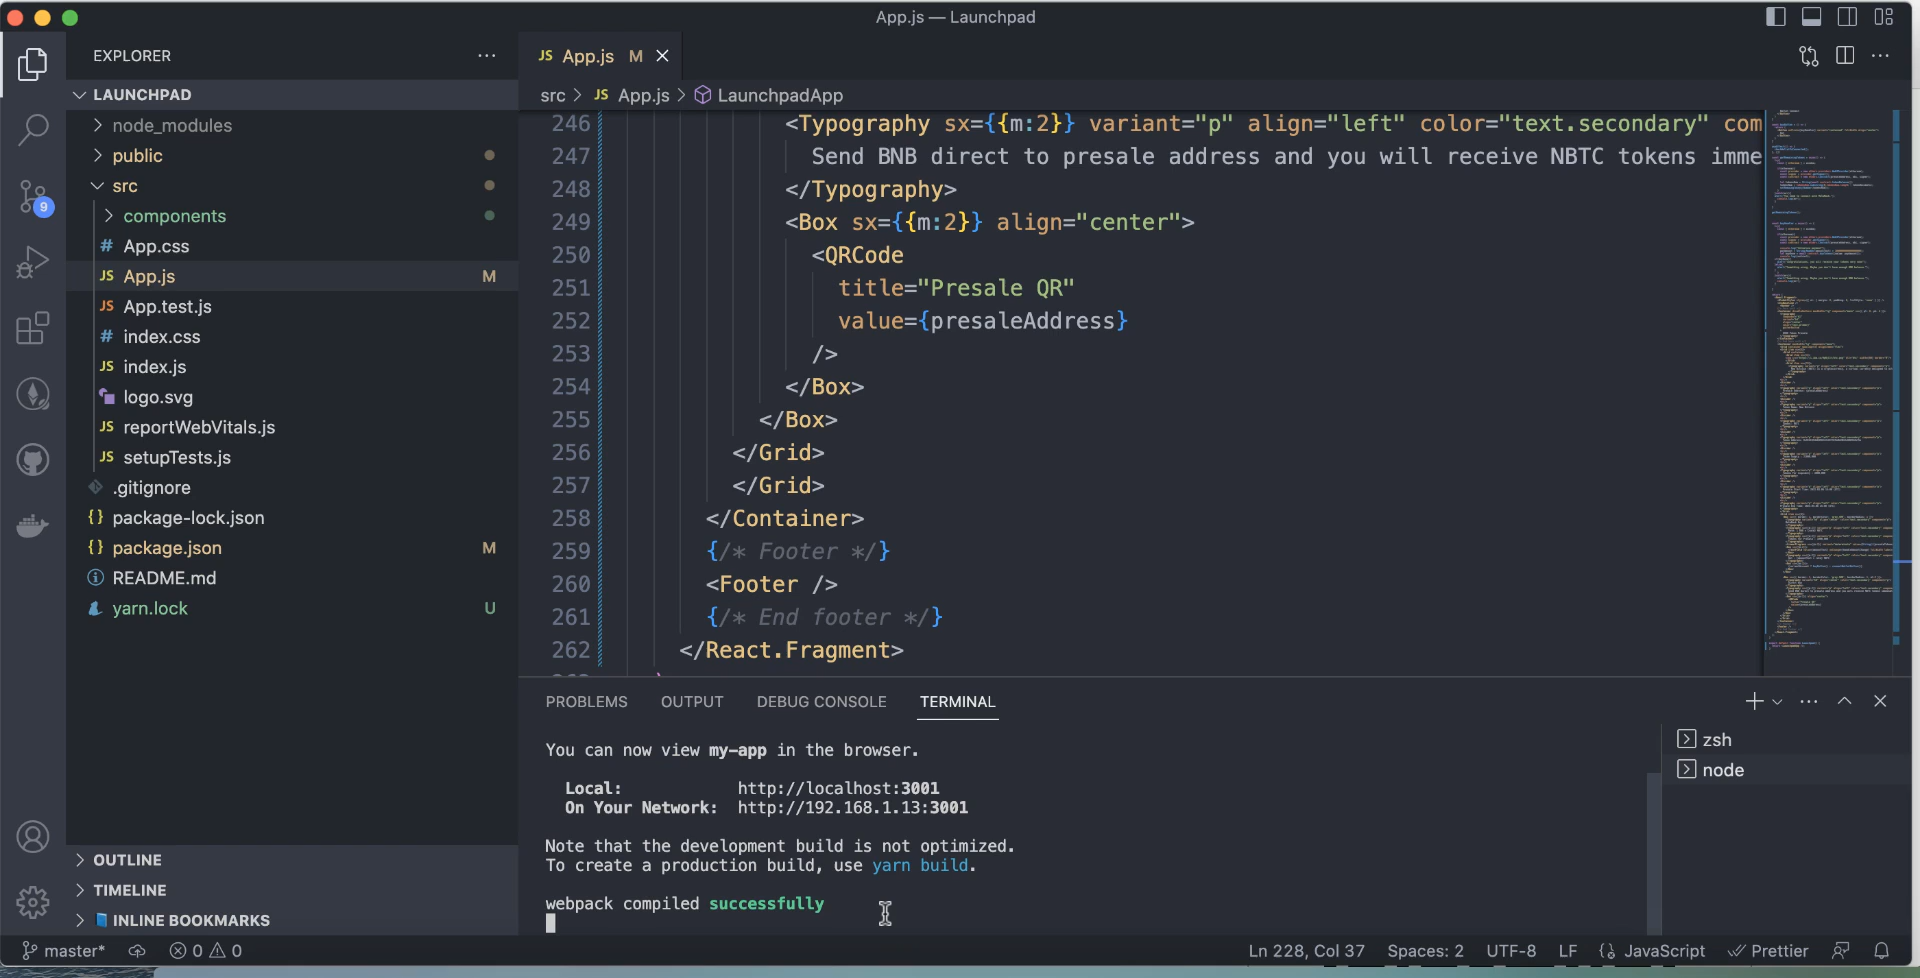 App.js — Launchpad
EXPLORER
LAUNCHPAD
node_modules
public
src
components
# App.css
JS App.js M
JS App.test.js
# index.css
JS index.js
logo.svg
JS reportWebVitals.js
JS setupTests.js
.gitignore
{} package-lock.json
{} package.json M
README.md
yarn.lock U
OUTLINE
TIMELINE
INLINE BOOKMARKS
9
JS App.js M
src > JS App.js > LaunchpadApp
246 <Typography sx={{m:2}} variant="p" align="left" color="text.secondary" com
247 Send BNB direct to presale address and you will receive NBTC tokens imme
248 </Typography>
249 <Box sx={{m:2}} align="center">
250 <QRCode
251 title="Presale QR"
252 value={presaleAddress}
253 />
254 </Box>
255 </Box>
256 </Grid>
257 </Grid>
258 </Container>
259 {/* Footer */}
260 <Footer />
261 {/* End footer */}
262 </React.Fragment>
PROBLEMS OUTPUT DEBUG CONSOLE TERMINAL
You can now view my-app in the browser.
Local: http://localhost:3001
On Your Network: http://192.168.1.13:3001
Note that the development build is not optimized.
To create a production build, use yarn build.
webpack compiled successfully
zsh
node
master* 0 0 Ln 228, Col 37 Spaces: 2 UTF-8 LF {} JavaScript Prettier